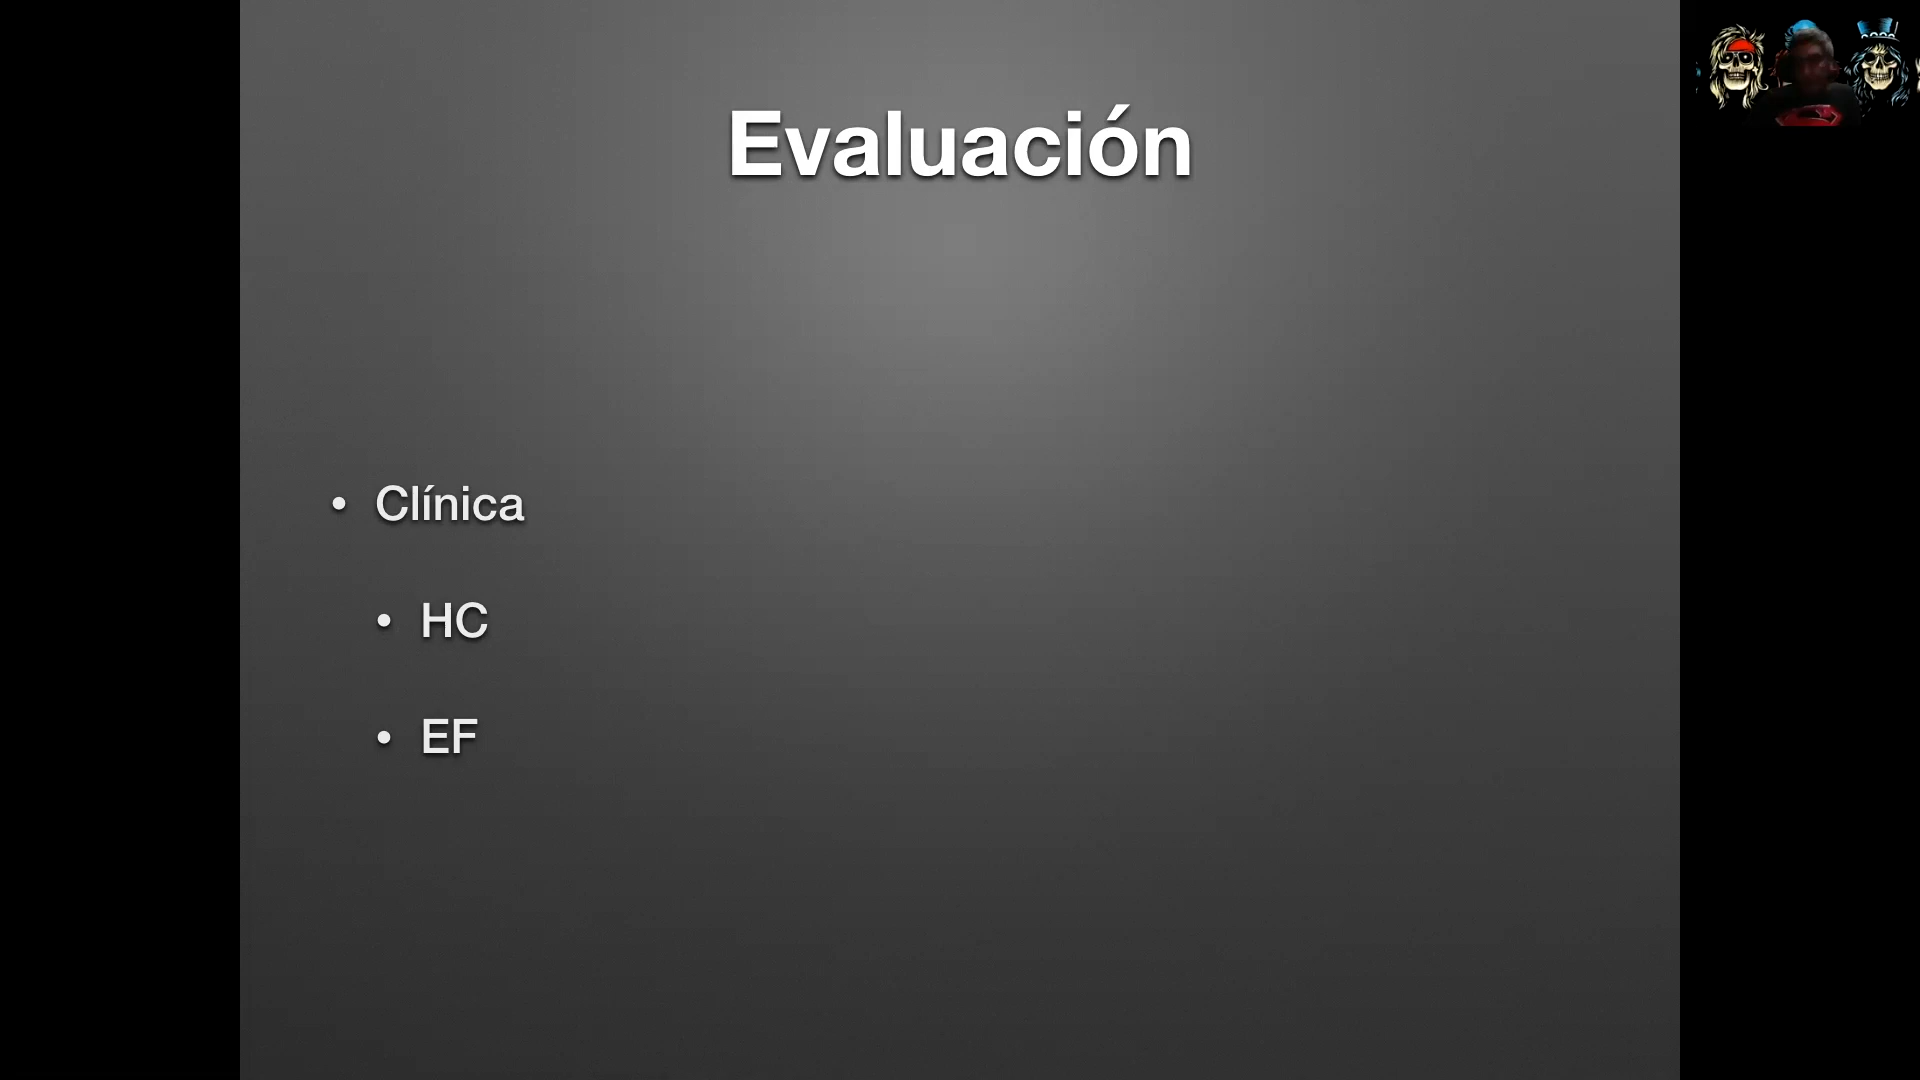 Evaluación
• Clínica
• HC
• EF